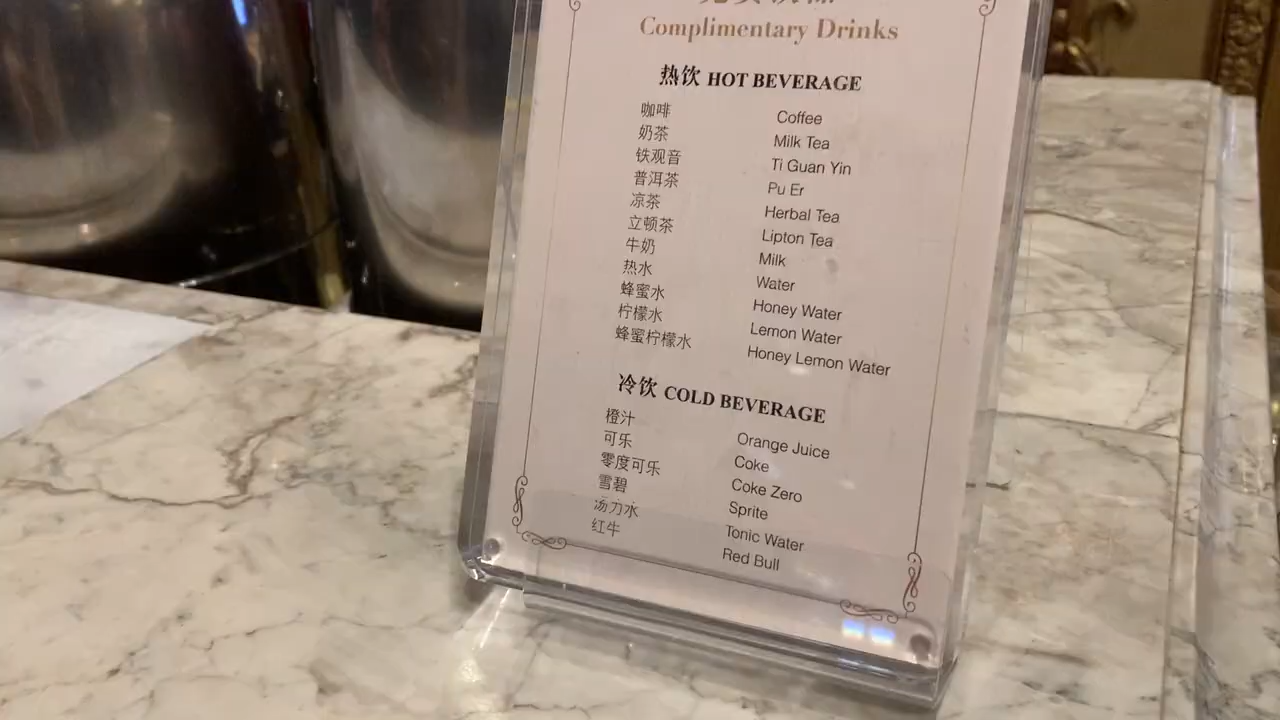 Complimentary Drinks
热饮 HOT BEVERAGE
咖啡 Coffee
奶茶 Milk Tea
铁观音 Ti Guan Yin
普洱茶 Pu Er
凉茶 Herbal Tea
立顿茶 Lipton Tea
牛奶 Milk
热水 Water
蜂蜜水 Honey Water
柠檬水 Lemon Water
蜂蜜柠檬水 Honey Lemon Water
冷饮 COLD BEVERAGE
橙汁 Orange Juice
可乐 Coke
零度可乐 Coke Zero
雪碧 Sprite
汤力水 Tonic Water
红牛 Red Bull